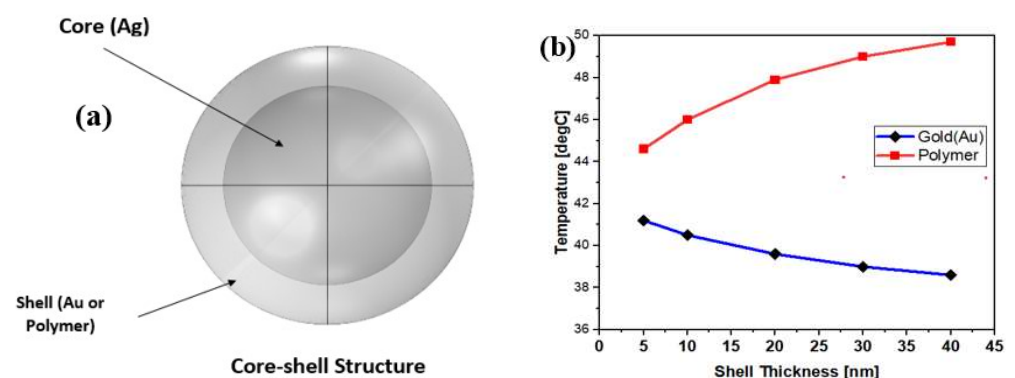 Core (Ag)
(a)
Shell (Au or
Polymer)
Core-shell Structure
(b)
50
48
46
44
42
40
38
36
Temperature [degC]
Gold(Au)
Polymer
0 5 10 15 20 25 30 35 40 45
Shell Thickness [nm]